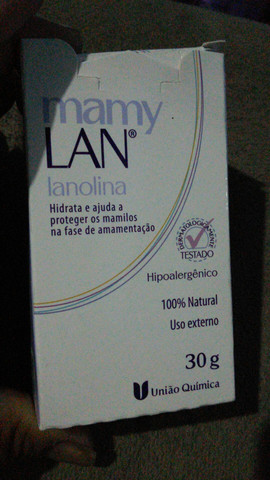 mamy
LAN®
lanolina
Hidrata e ajuda a
proteger os mamilos
na fase de amamentação
DERMATOLOGICAMENTE
TESTADO
Hipoalergênico
100% Natural
Uso externo
30 g
União Química